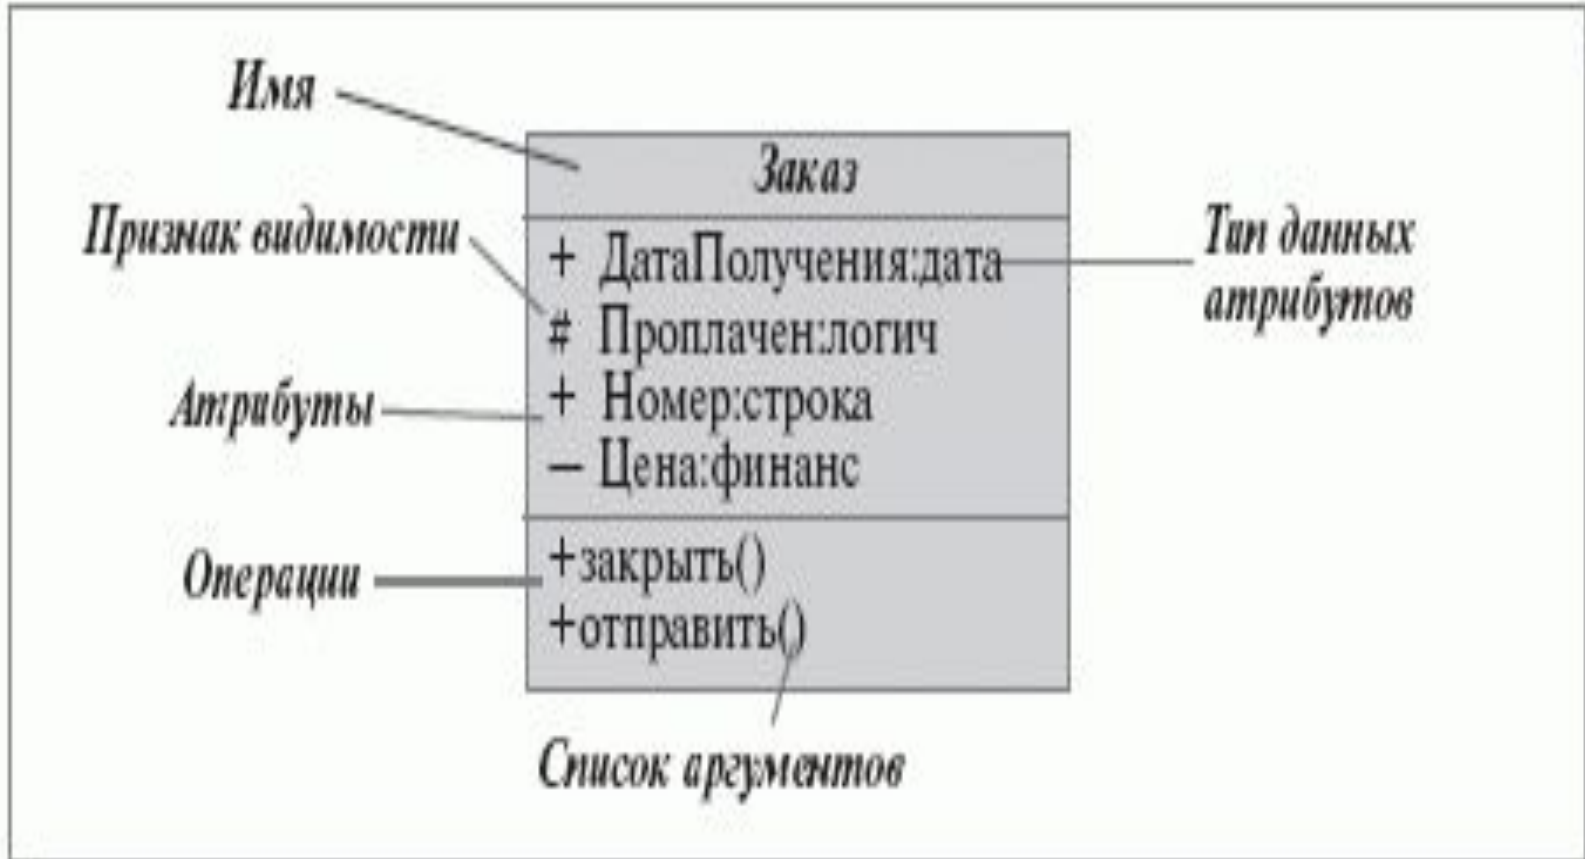 Имя
Заказ
Признак видимости
+ ДатаПолучения:дата
Тип данных
атрибутов
# Проплачен:логич
Атрибуты
+ Номер:строка
– Цена:финанс
Операции
+закрыть()
+отправить()
Список аргументов